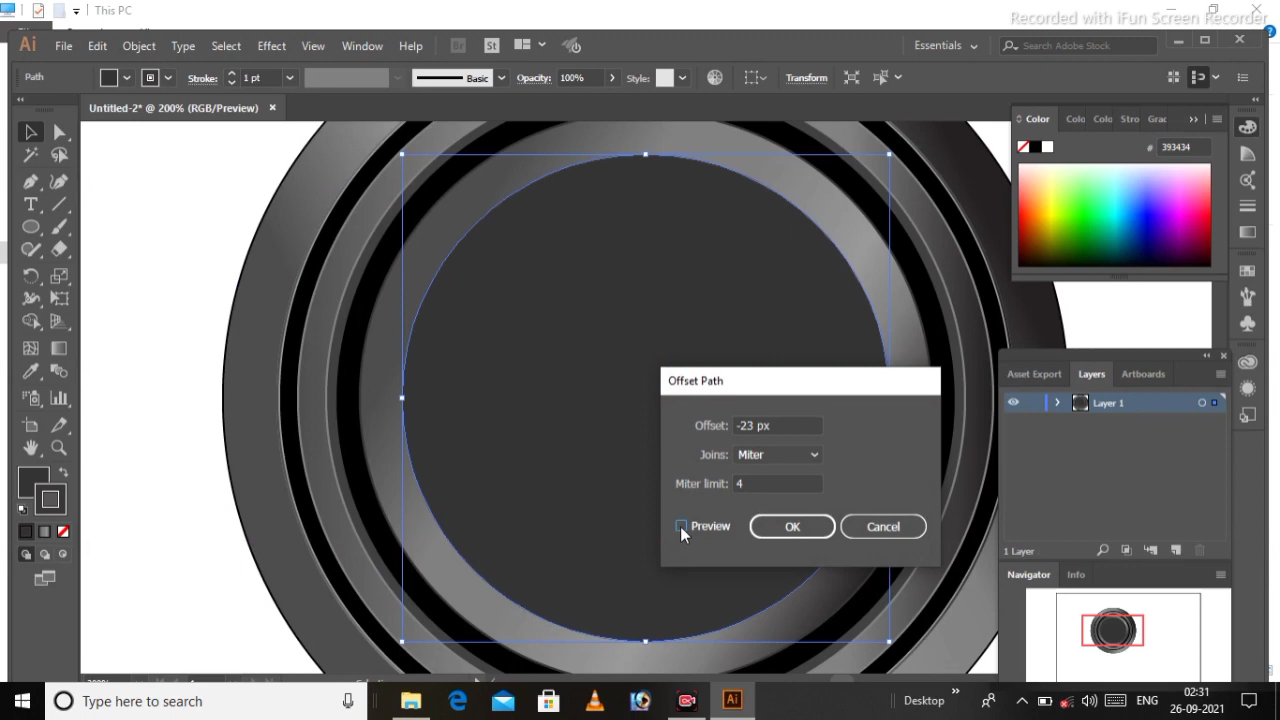 This PC
Recorded with iFun Screen Recorder
Ai File Edit Object Type Select Effect View Window Help Br St Essentials Search Adobe Stock
Path Stroke: 1 pt Basic Opacity: 100% Style: Transform
Untitled-2* @ 200% (RGB/Preview) ×
Color Colo Colo Stro Grac
# 393434
Offset Path
Offset: -23 px
Joins: Miter
Miter limit: 4
Preview OK Cancel
Asset Export Layers Artboards
Layer 1
1 Layer
Navigator Info
Type here to search
Ai
Desktop
ENG
02:31
26-09-2021